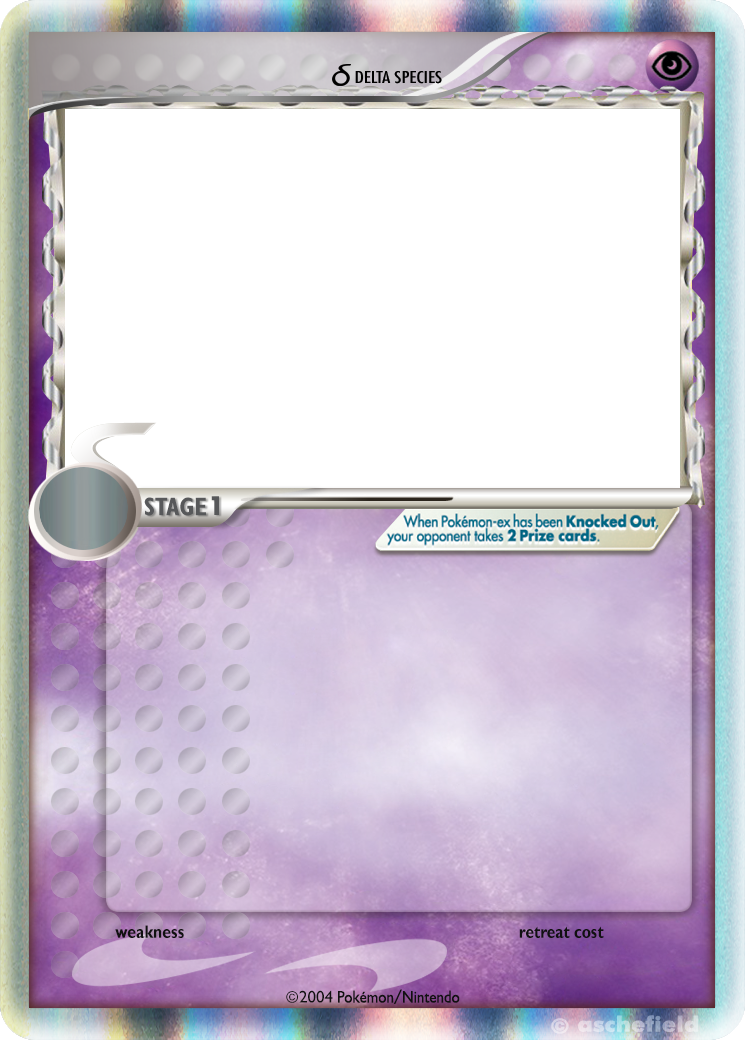 δ DELTA SPECIES
STAGE 1
When Pokémon-ex has been Knocked Out,
your opponent takes 2 Prize cards.
weakness
retreat cost
©2004 Pokémon/Nintendo
© aschefield